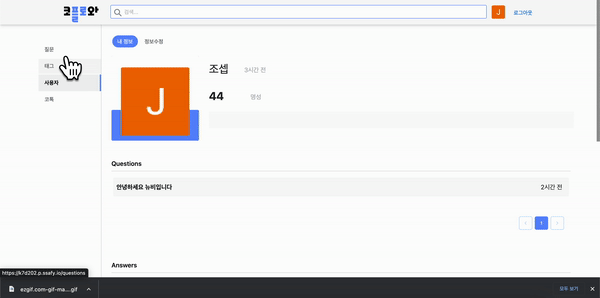 코플로와
검색...
J
로그아웃
질문
태그
사용자
코톡
내 정보
정보수정
J
조셉
3시간 전
44
명성
Questions
안녕하세요 뉴비입니다
2시간 전
1
Answers
https://k7d202.p.ssafy.io/questions
ezgif.com-gif-ma....gif
모두 보기